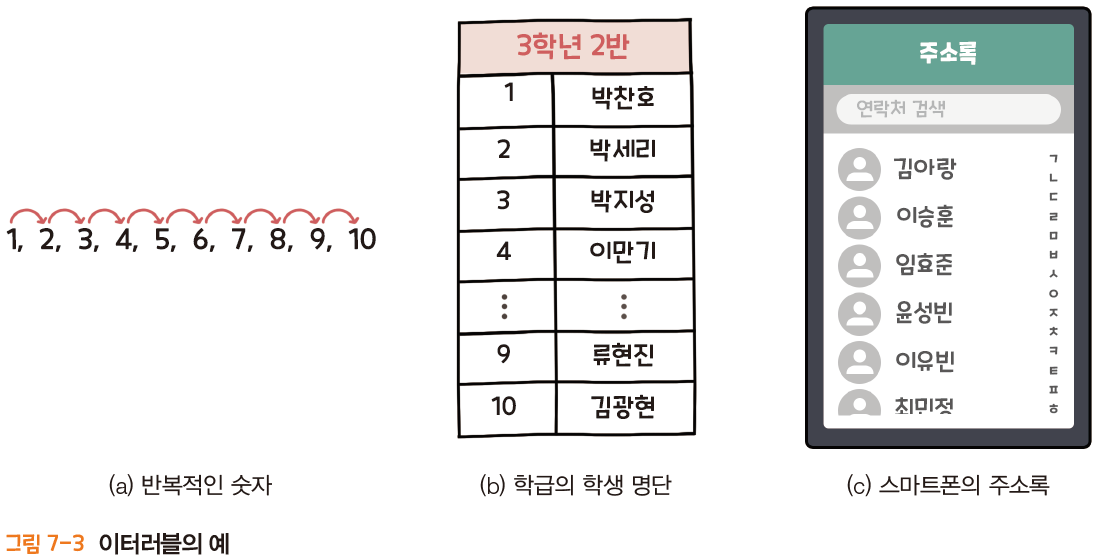 1, 2, 3, 4, 5, 6, 7, 8, 9, 10
(a) 반복적인 숫자
3학년 2반
1 박찬호
2 박세리
3 박지성
4 이만기
⋮ ⋮
9 류현진
10 김광현
(b) 학급의 학생 명단
주소록
연락처 검색
김아랑
이승훈
임효준
윤성빈
이유빈
최민정
ㄱ
ㄴ
ㄷ
ㄹ
ㅁ
ㅂ
ㅅ
ㅇ
ㅈ
ㅊ
ㅋ
ㅌ
ㅍ
ㅎ
(c) 스마트폰의 주소록
그림 7-3 이터러블의 예